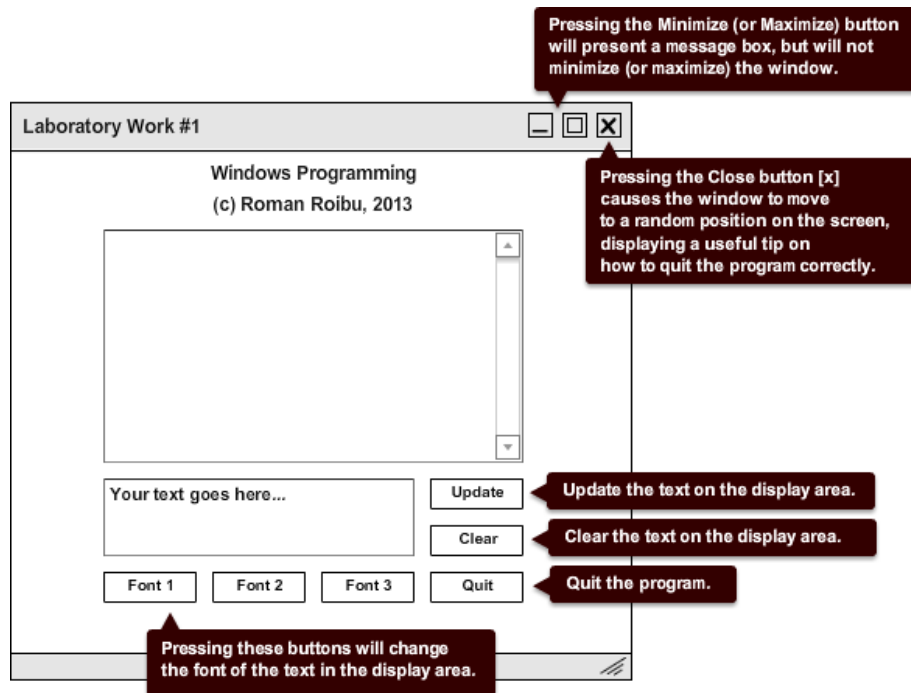 Pressing the Minimize (or Maximize) button
will present a message box, but will not
minimize (or maximize) the window.
Laboratory Work #1
Windows Programming
(c) Roman Roibu, 2013
Pressing the Close button [x]
causes the window to move
to a random position on the screen,
displaying a useful tip on
how to quit the program correctly.
Your text goes here...
Update
Update the text on the display area.
Clear
Clear the text on the display area.
Font 1
Font 2
Font 3
Quit
Quit the program.
Pressing these buttons will change
the font of the text in the display area.